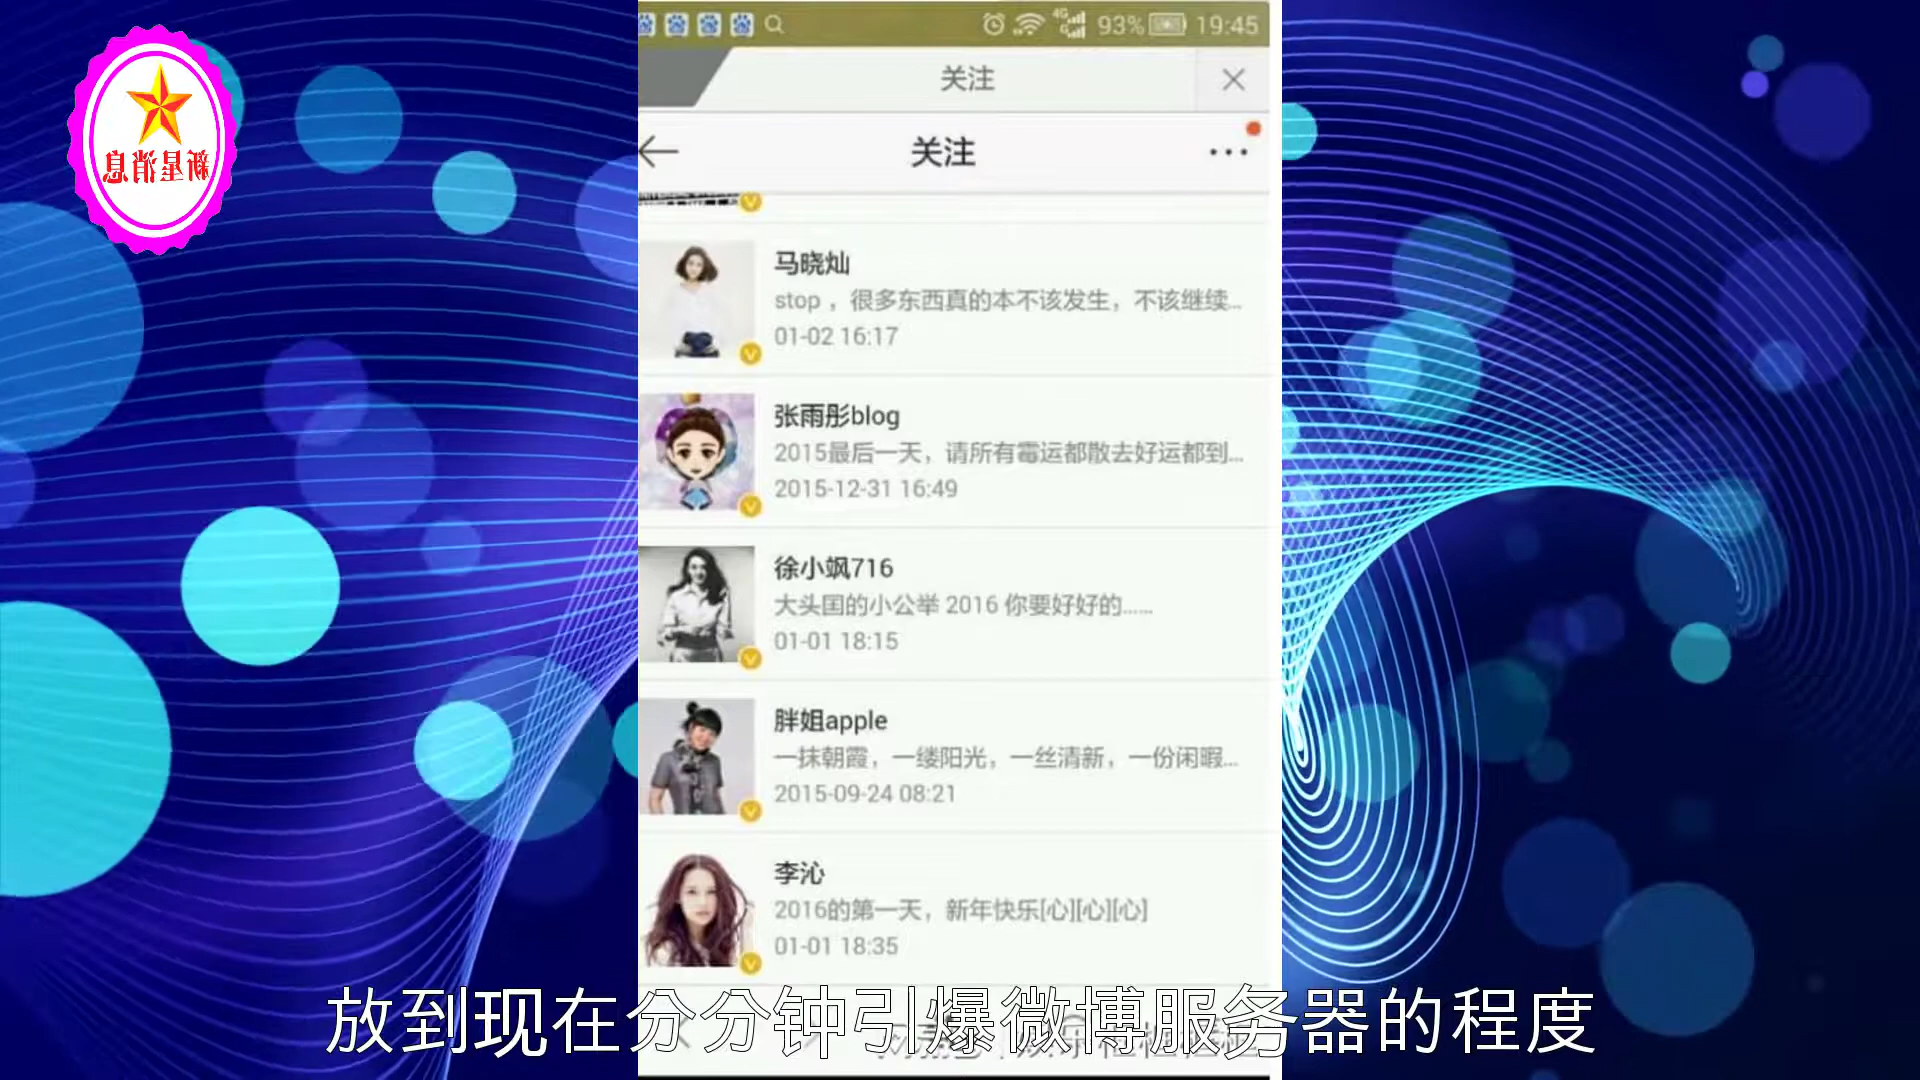 93% 19:45
关注
关注
新星消息
马晓灿
stop，很多东西真的本不该发生，不该继续...
01-02 16:17
张雨彤blog
2015最后一天，请所有霉运都散去好运都到...
2015-12-31 16:49
徐小飒716
大头国的小公举 2016 你要好好的......
01-01 18:15
胖姐apple
一抹朝霞，一缕阳光，一丝清新，一份闲暇...
2015-09-24 08:21
李沁
2016的第一天，新年快乐[心][心][心]
01-01 18:35
放到现在分分钟引爆微博服务器的程度